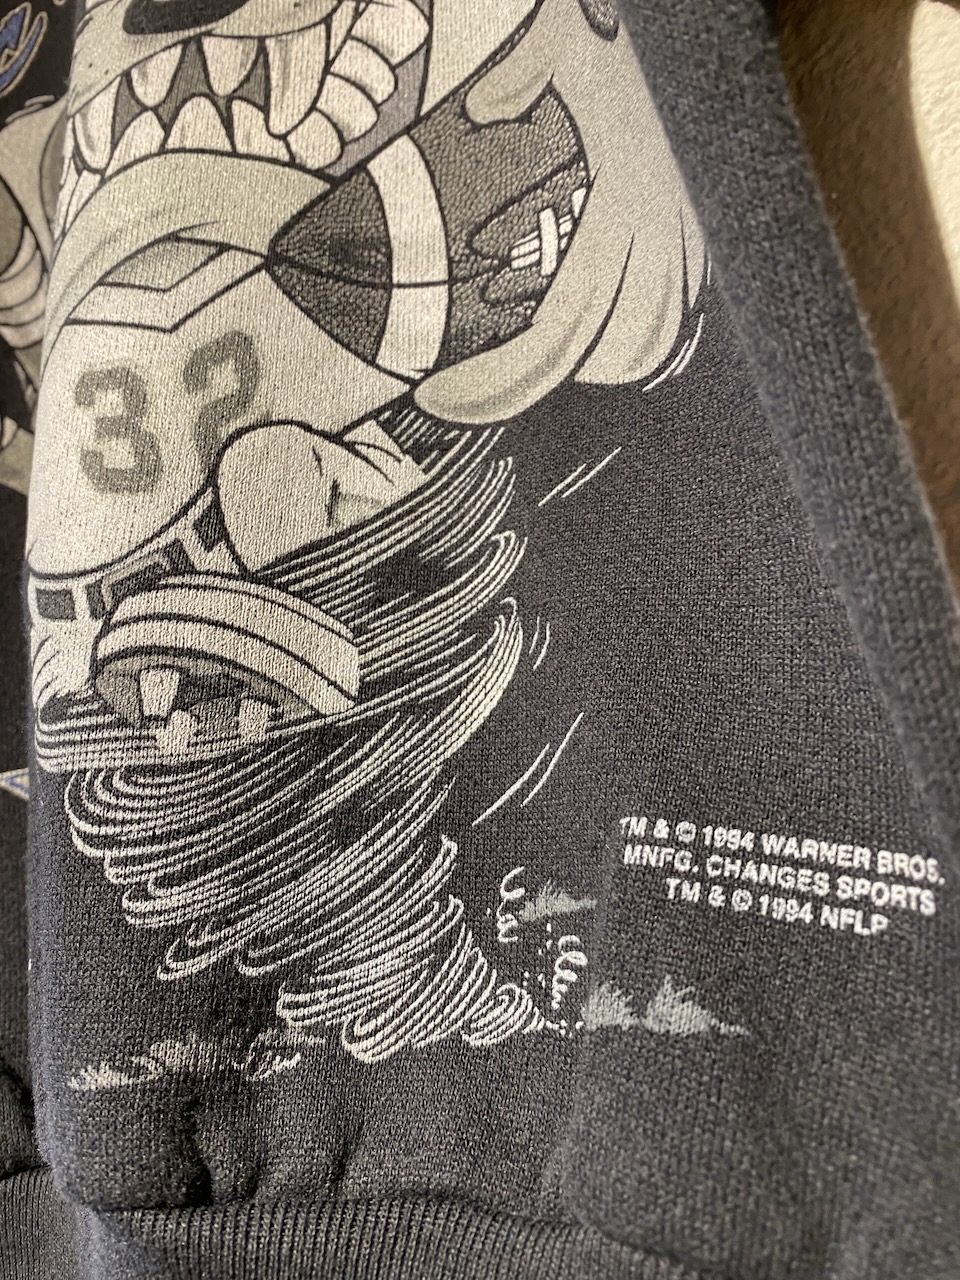 32
TM & © 1994 WARNER BROS.
MNFG. CHANGES SPORTS
TM & © 1994 NFLP